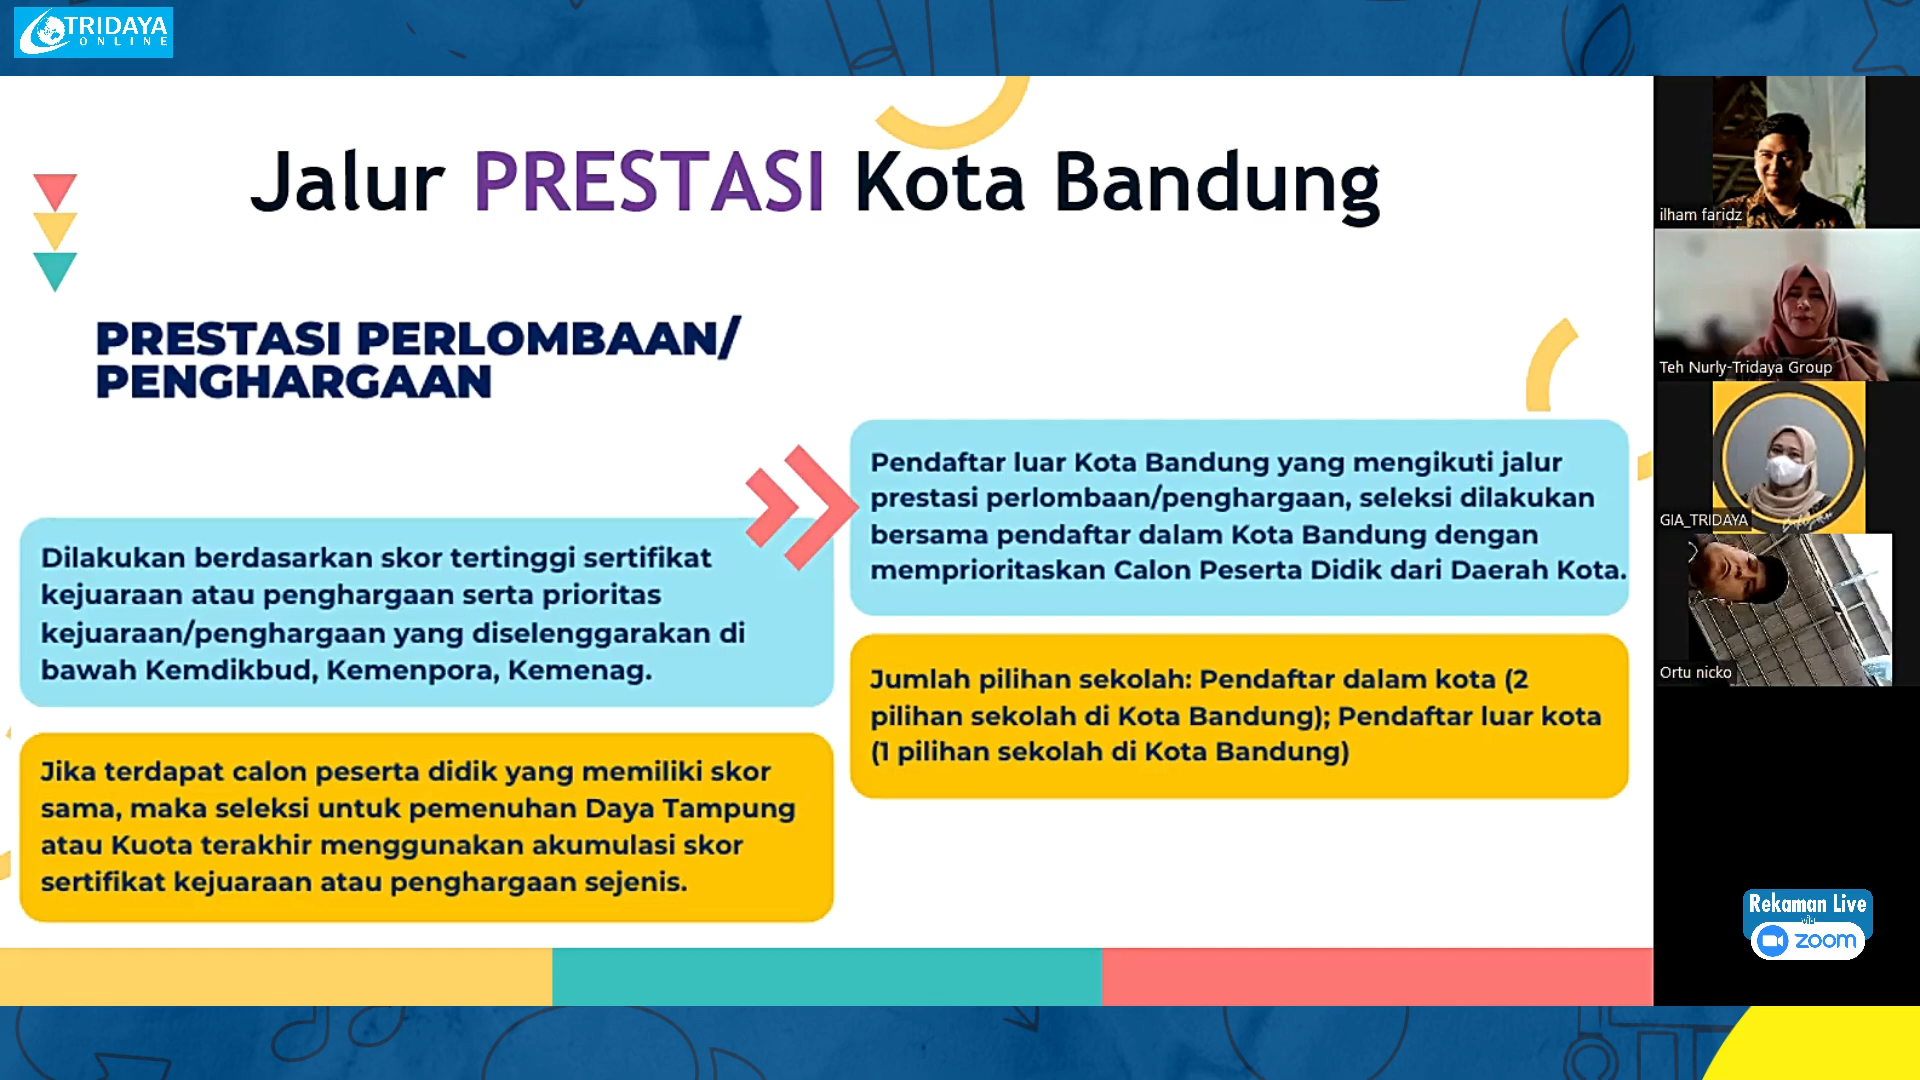 TRIDAYA
ONLINE
Jalur PRESTASI Kota Bandung
PRESTASI PERLOMBAAN/
PENGHARGAAN
Dilakukan berdasarkan skor tertinggi sertifikat
kejuaraan atau penghargaan serta prioritas
kejuaraan/penghargaan yang diselenggarakan di
bawah Kemdikbud, Kemenpora, Kemenag.
Jika terdapat calon peserta didik yang memiliki skor
sama, maka seleksi untuk pemenuhan Daya Tampung
atau Kuota terakhir menggunakan akumulasi skor
sertifikat kejuaraan atau penghargaan sejenis.
Pendaftar luar Kota Bandung yang mengikuti jalur
prestasi perlombaan/penghargaan, seleksi dilakukan
bersama pendaftar dalam Kota Bandung dengan
memprioritaskan Calon Peserta Didik dari Daerah Kota.
Jumlah pilihan sekolah: Pendaftar dalam kota (2
pilihan sekolah di Kota Bandung); Pendaftar luar kota
(1 pilihan sekolah di Kota Bandung)
ilham faridz
Teh Nurly-Tridaya Group
GIA_TRIDAYA
Ortu nicko
Rekaman Live
zoom